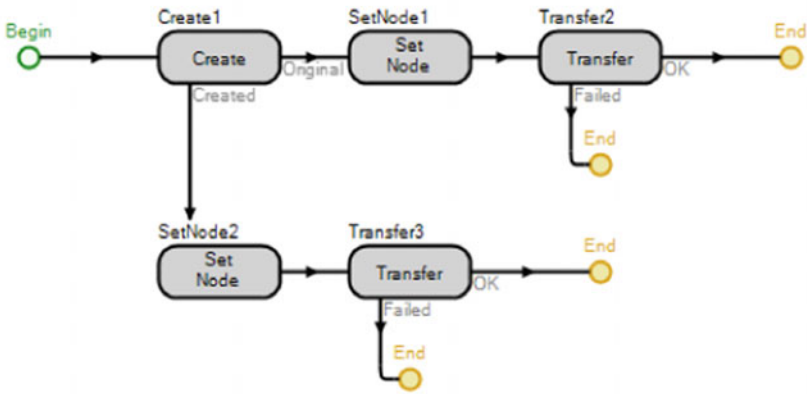 Create1
SetNode1
Transfer2
Begin
End
Create
Set
Node
Transfer
Original
OK
Created
Failed
End
SetNode2
Transfer3
Set
Node
Transfer
End
OK
Failed
End